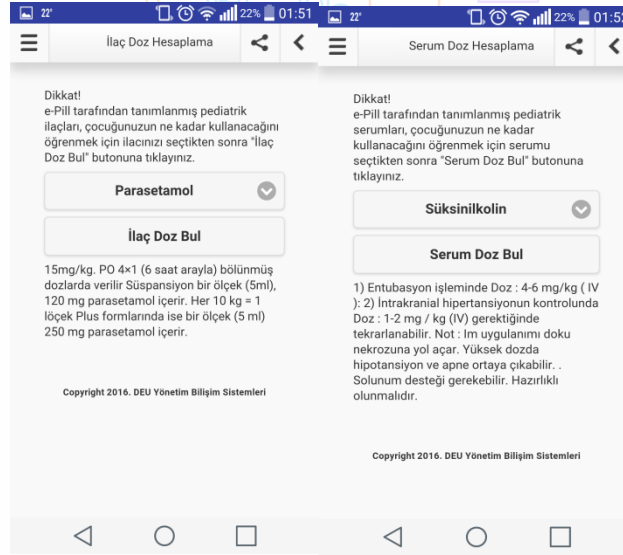 22°
22% 01:51
İlaç Doz Hesaplama
Dikkat!
e-Pill tarafından tanımlanmış pediatrik
ilaçları, çocuğunuzun ne kadar kullanacağını
öğrenmek için ilacınızı seçtikten sonra "İlaç
Doz Bul" butonuna tıklayınız.
Parasetamol
İlaç Doz Bul
15mg/kg. PO 4×1 (6 saat arayla) bölünmüş
dozlarda verilir Süspansiyon bir ölçek (5ml),
120 mg parasetamol içerir. Her 10 kg = 1
löçek Plus formlarında ise bir ölçek (5 ml)
250 mg parasetamol içerir.
Copyright 2016. DEU Yönetim Bilişim Sistemleri
22°
22% 01:52
Serum Doz Hesaplama
Dikkat!
e-Pill tarafından tanımlanmış pediatrik
serumları, çocuğunuzun ne kadar
kullanacağını öğrenmek için serumu
seçtikten sonra "Serum Doz Bul" butonuna
tıklayınız.
Süksinilkolin
Serum Doz Bul
1) Entubasyon işleminde Doz : 4-6 mg/kg ( IV
): 2) İntrakranial hipertansiyonun kontrolunda
Doz : 1-2 mg / kg (IV) gerektiğinde
tekrarlanabilir. Not : Im uygulanımı doku
nekrozuna yol açar. Yüksek dozda
hipotansiyon ve apne ortaya çıkabilir. .
Solunum desteği gerekebilir. Hazırlıklı
olunmalıdır.
Copyright 2016. DEU Yönetim Bilişim Sistemleri